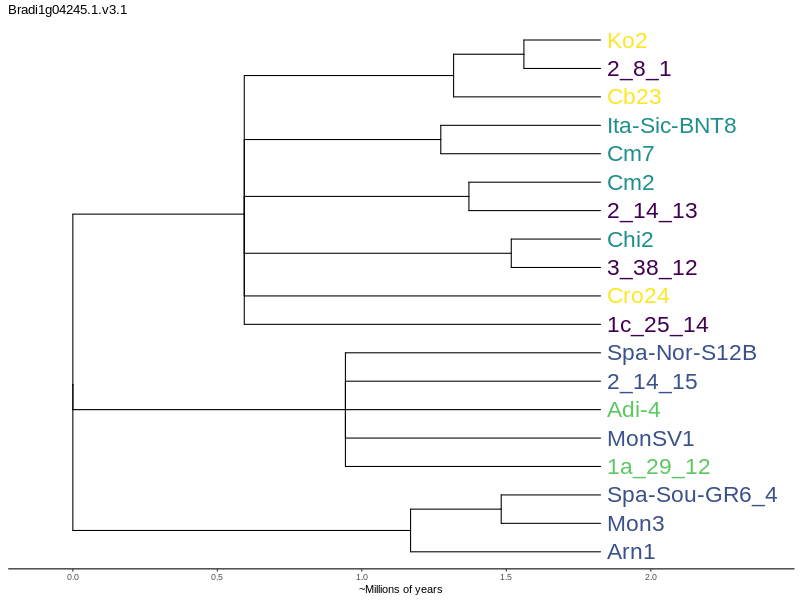 Bradi1g04245.1.v3.1
Ko2
2_8_1
Cb23
Ita-Sic-BNT8
Cm7
Cm2
2_14_13
Chi2
3_38_12
Cro24
1c_25_14
Spa-Nor-S12B
2_14_15
Adi-4
MonSV1
1a_29_12
Spa-Sou-GR6_4
Mon3
Arn1
0.0 0.5 1.0 1.5 2.0
~Millions of years